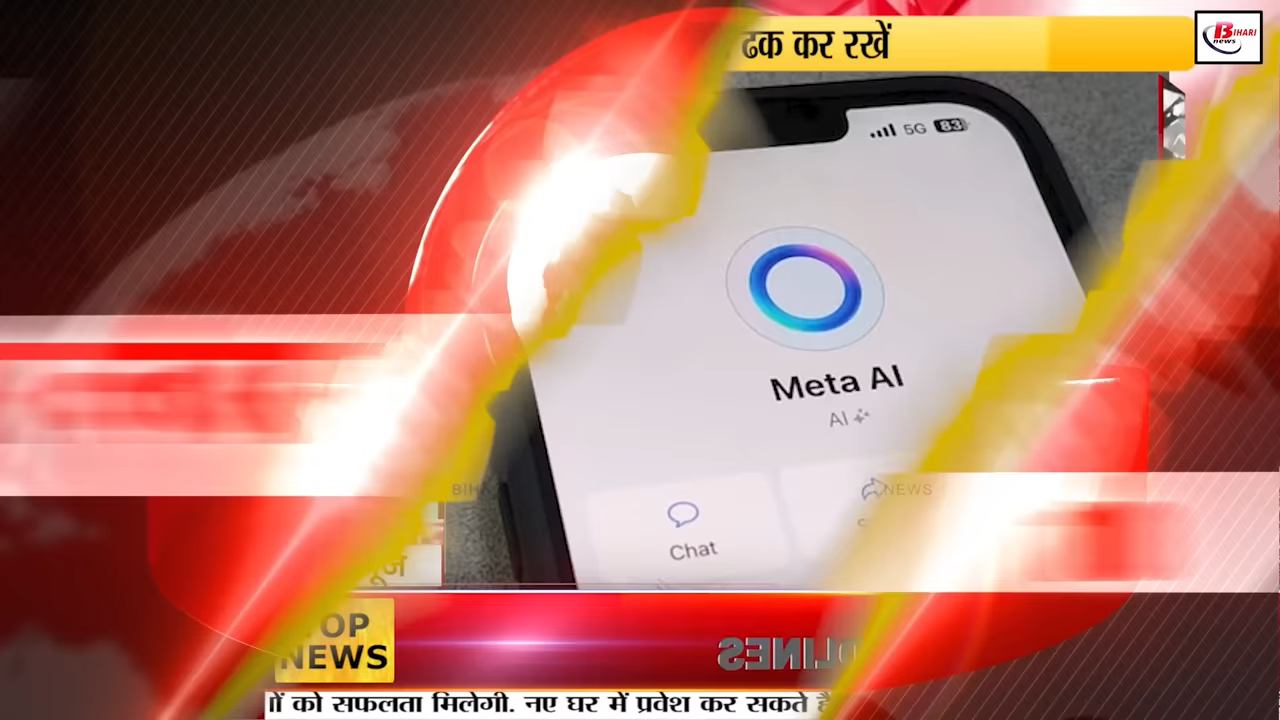 ढक कर रखें
BIHARI
news
5G 83
Meta AI
AI
NEWS
Chat
TOP
NEWS
को सफलता मिलेगी. नए घर में प्रवेश कर सकते